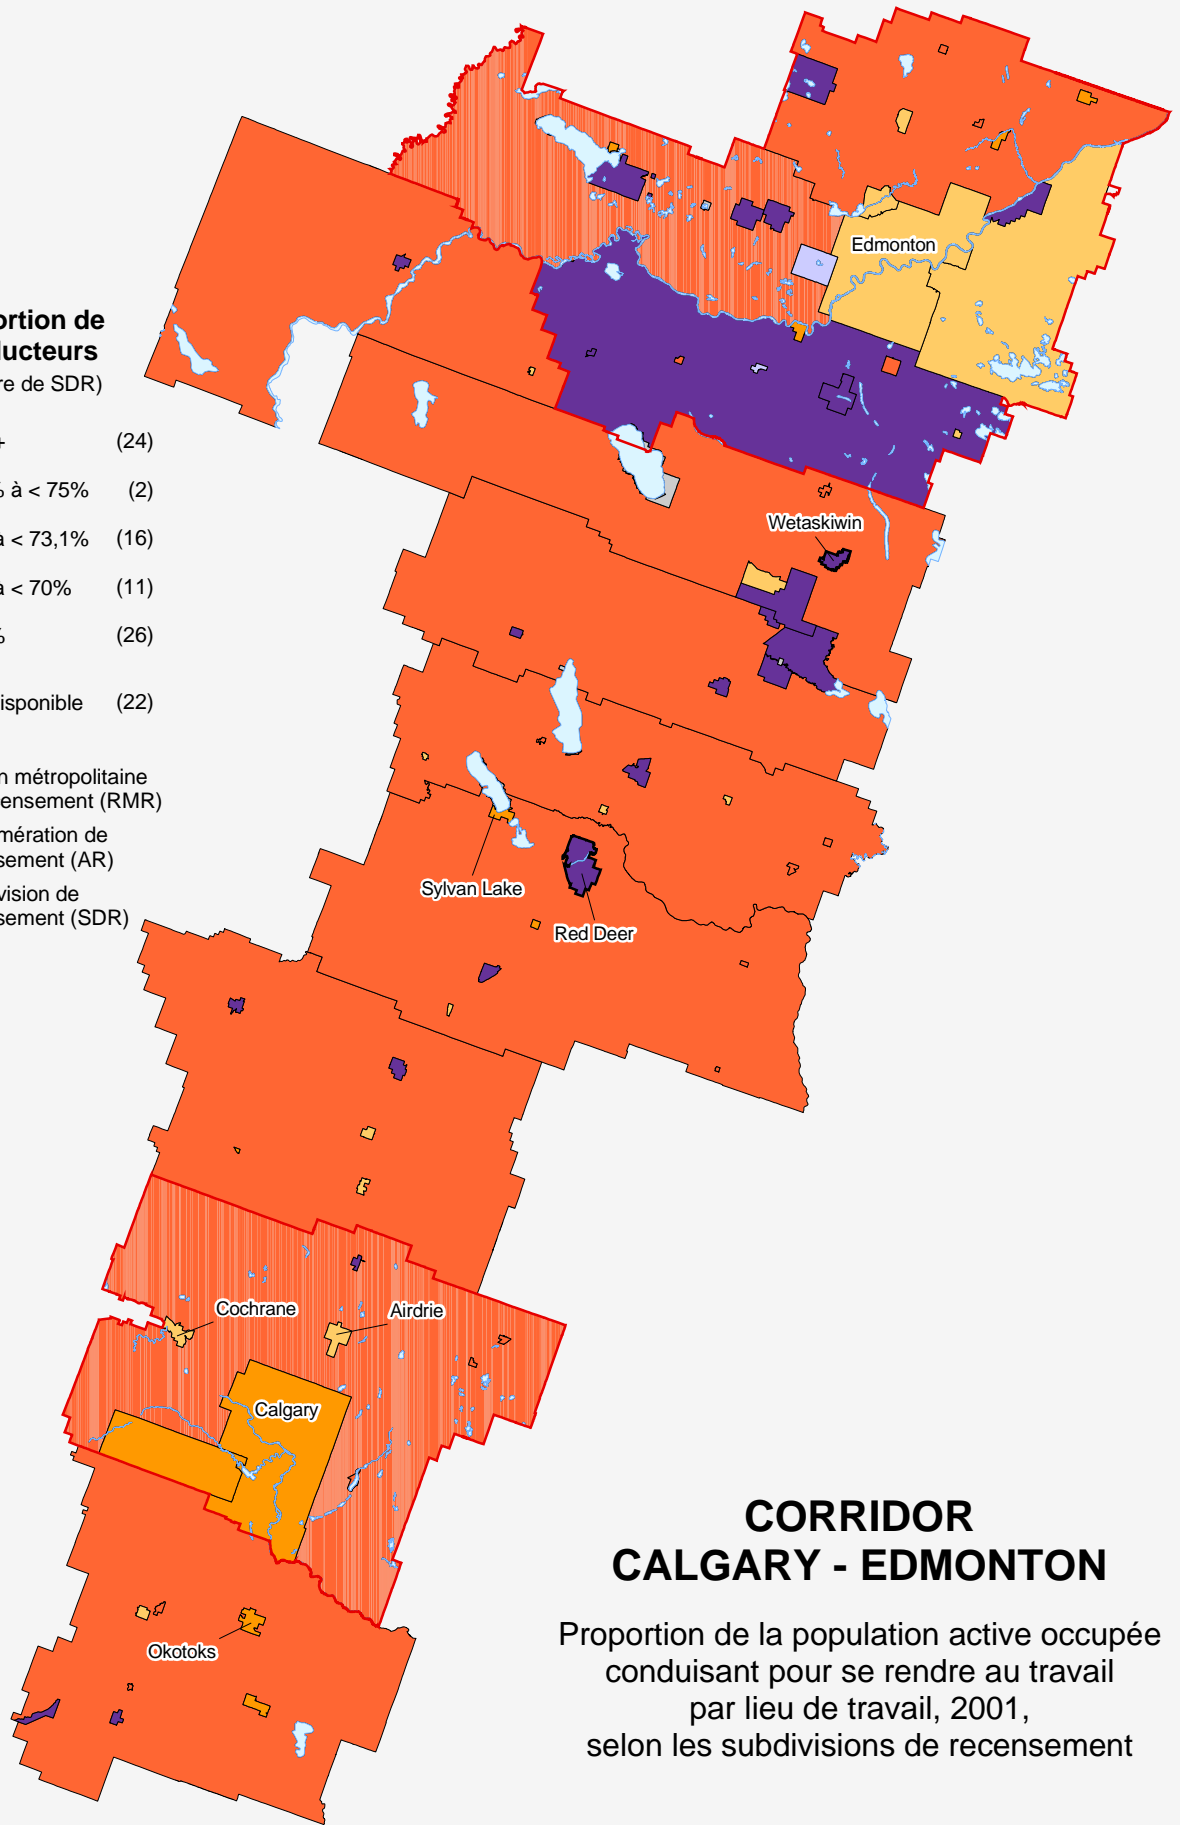 ortion de
ducteurs
re de SDR)
+ (24)
% à < 75% (2)
à < 73,1% (16)
à < 70% (11)
% (26)
isponible (22)
n métropolitaine
ensement (RMR)
mération de
sement (AR)
vision de
sement (SDR)
Edmonton
Wetaskiwin
Sylvan Lake
Red Deer
Cochrane
Airdrie
Calgary
Okotoks
CORRIDOR
CALGARY - EDMONTON
Proportion de la population active occupée
conduisant pour se rendre au travail
par lieu de travail, 2001,
selon les subdivisions de recensement